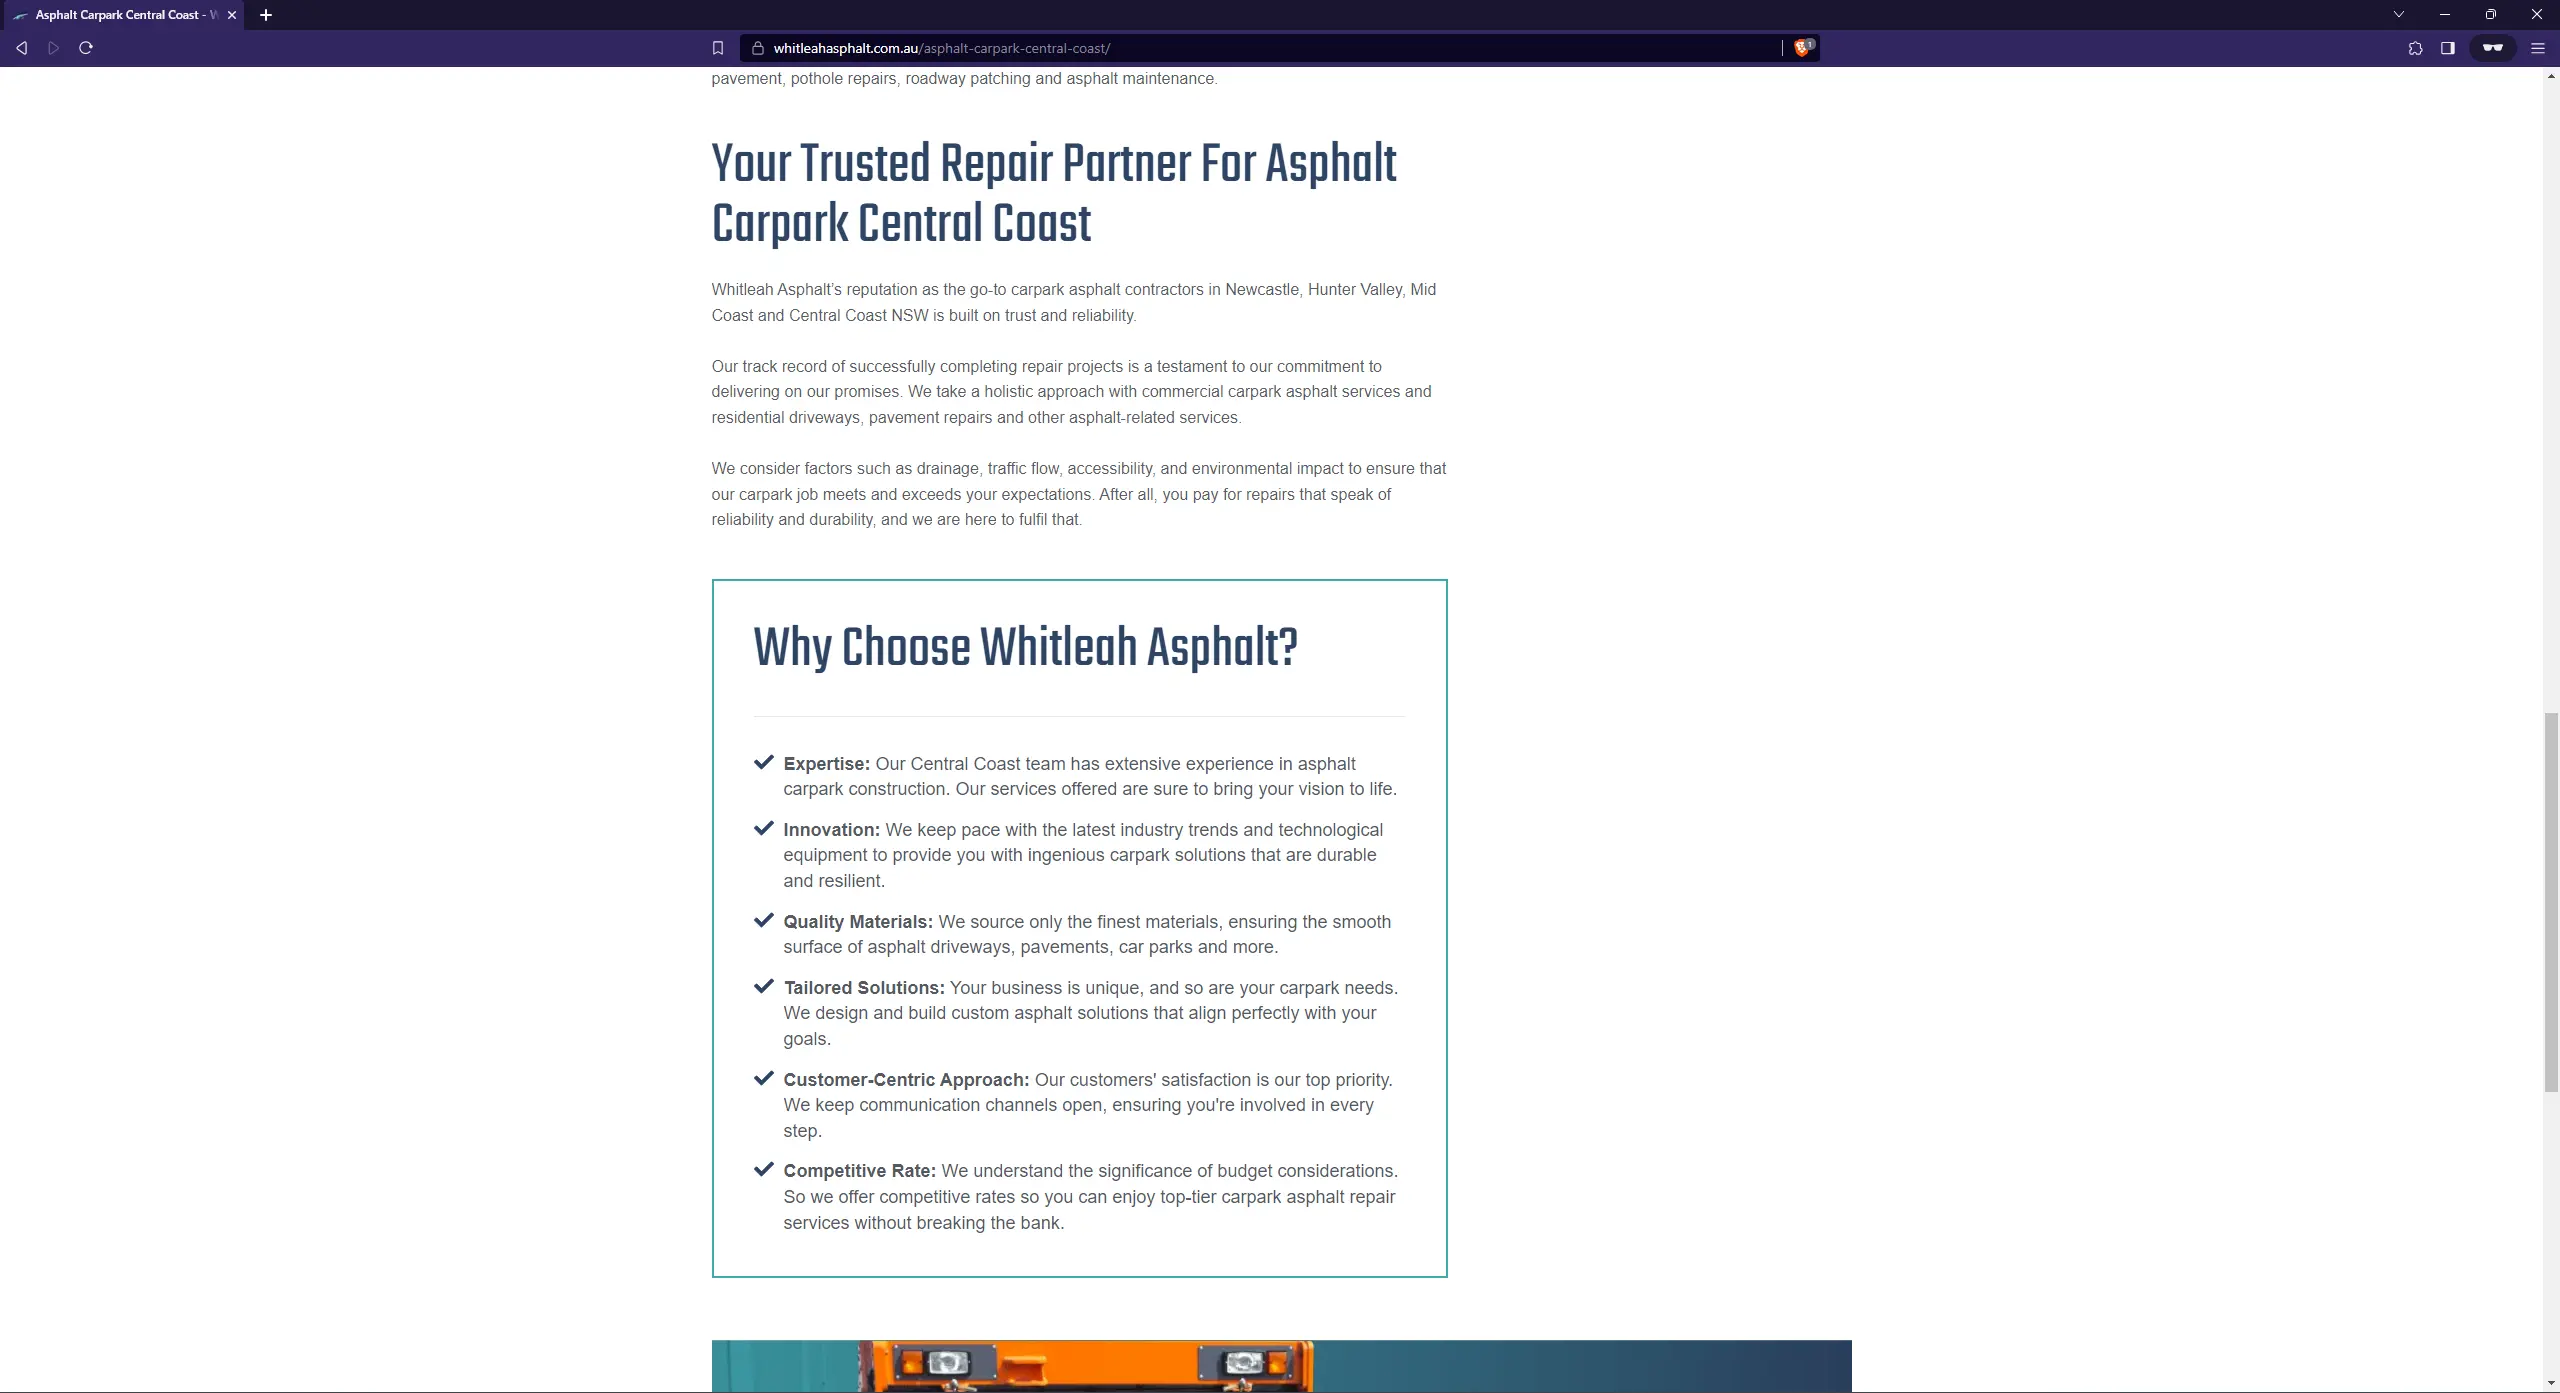 Asphalt Carpark Central Coast - W
whitleahasphalt.com.au/asphalt-carpark-central-coast/
1
pavement, pothole repairs, roadway patching and asphalt maintenance.
Your Trusted Repair Partner For Asphalt
Carpark Central Coast
Whitleah Asphalt’s reputation as the go-to carpark asphalt contractors in Newcastle, Hunter Valley, Mid
Coast and Central Coast NSW is built on trust and reliability.
Our track record of successfully completing repair projects is a testament to our commitment to
delivering on our promises. We take a holistic approach with commercial carpark asphalt services and
residential driveways, pavement repairs and other asphalt-related services.
We consider factors such as drainage, traffic flow, accessibility, and environmental impact to ensure that
our carpark job meets and exceeds your expectations. After all, you pay for repairs that speak of
reliability and durability, and we are here to fulfil that.
Why Choose Whitleah Asphalt?
Expertise: Our Central Coast team has extensive experience in asphalt
carpark construction. Our services offered are sure to bring your vision to life.
Innovation: We keep pace with the latest industry trends and technological
equipment to provide you with ingenious carpark solutions that are durable
and resilient.
Quality Materials: We source only the finest materials, ensuring the smooth
surface of asphalt driveways, pavements, car parks and more.
Tailored Solutions: Your business is unique, and so are your carpark needs.
We design and build custom asphalt solutions that align perfectly with your
goals.
Customer-Centric Approach: Our customers' satisfaction is our top priority.
We keep communication channels open, ensuring you're involved in every
step.
Competitive Rate: We understand the significance of budget considerations.
So we offer competitive rates so you can enjoy top-tier carpark asphalt repair
services without breaking the bank.